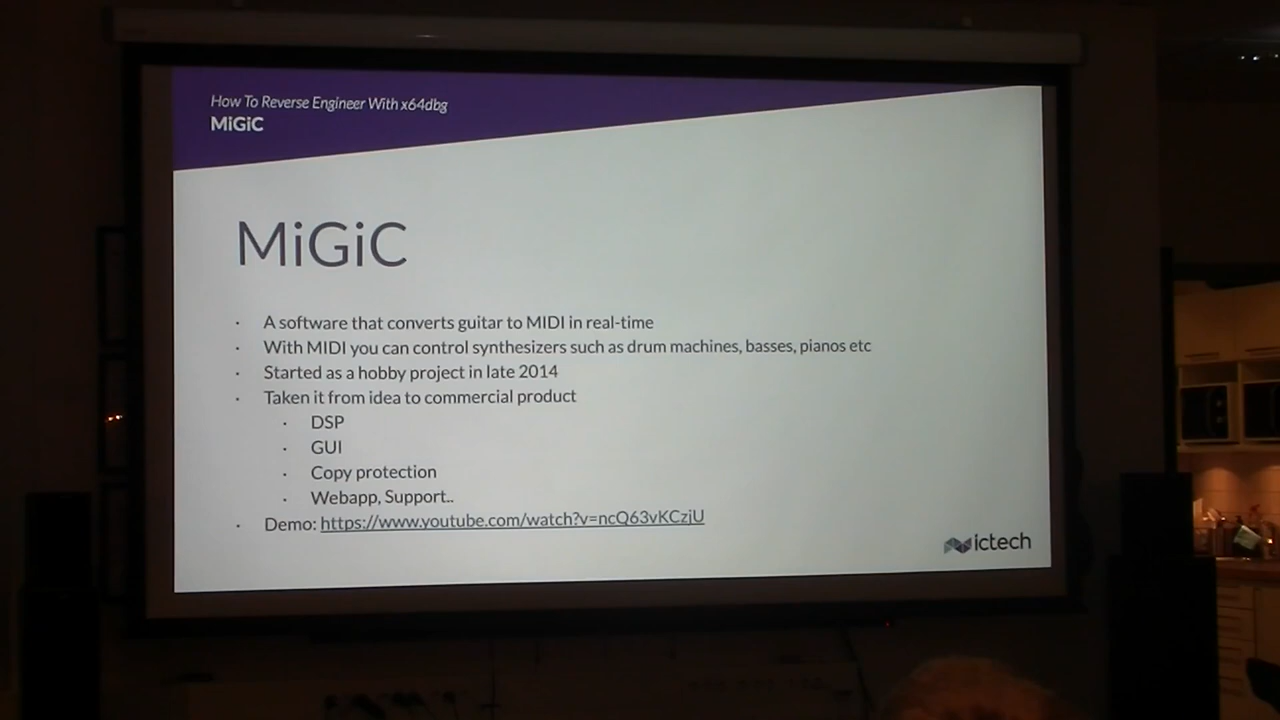 How To Reverse Engineer With x64dbg
MiGiC
MiGiC
· A software that converts guitar to MIDI in real-time
· With MIDI you can control synthesizers such as drum machines, basses, pianos etc
· Started as a hobby project in late 2014
· Taken it from idea to commercial product
· DSP
· GUI
· Copy protection
· Webapp, Support..
· Demo: https://www.youtube.com/watch?v=ncQ63vKCzjU
ictech